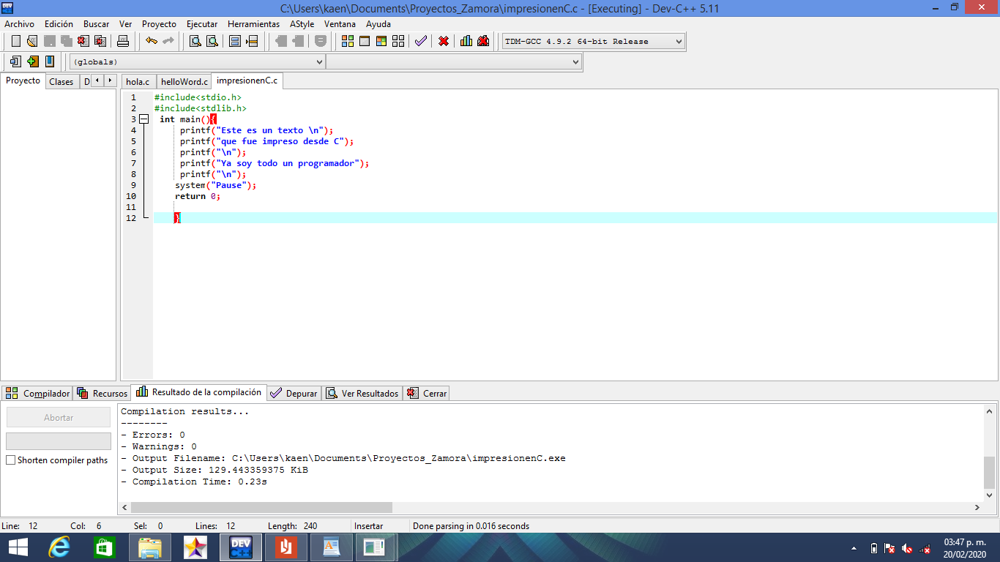 C:\Users\kaen\Documents\Proyectos_Zamora\impresionenC.c - [Executing] - Dev-C++ 5.11
Archivo Edición Buscar Ver Proyecto Ejecutar Herramientas AStyle Ventana Ayuda
TDM-GCC 4.9.2 64-bit Release
(globals)
Proyecto Clases D hola.c helloWord.c impresionenC.c
1 #include<stdio.h>
2 #include<stdlib.h>
3 int main(){
4 printf("Este es un texto \n");
5 printf("que fue impreso desde C");
6 printf("\n");
7 printf("Ya soy todo un programador");
8 printf("\n");
9 system("Pause");
10 return 0;
11
12 }
Compilador Recursos Resultado de la compilación Depurar Ver Resultados Cerrar
Abortar
Shorten compiler paths
Compilation results...
--------
- Errors: 0
- Warnings: 0
- Output Filename: C:\Users\kaen\Documents\Proyectos_Zamora\impresionenC.exe
- Output Size: 129.443359375 KiB
- Compilation Time: 0.23s
Line: 12 Col: 6 Sel: 0 Lines: 12 Length: 240 Insertar Done parsing in 0.016 seconds
DEV C++
03:47 p. m.
20/02/2020